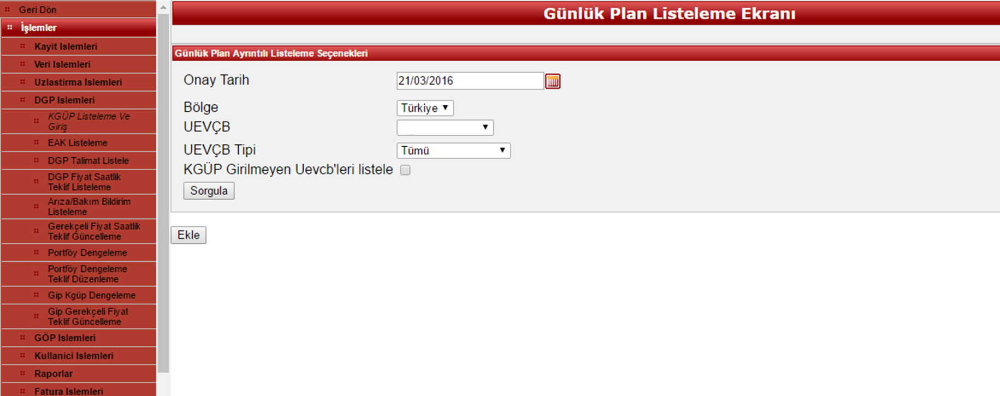 Geri Dön
İşlemler
Kayit Islemleri
Veri Islemleri
Uzlastirma Islemleri
DGP Islemleri
KGÜP Listeleme Ve
Giriş
EAK Listeleme
DGP Talimat Listele
DGP Fiyat Saatlik
Teklif Listeleme
Arıza/Bakım Bildirim
Listeleme
Gerekçeli Fiyat Saatlik
Teklif Güncelleme
Portföy Dengeleme
Portföy Dengeleme
Teklif Düzenleme
Gip Kgüp Dengeleme
Gip Gerekçeli Fiyat
Teklif Güncelleme
GÖP Islemleri
Kullanici Islemleri
Raporlar
Fatura Islemleri
Günlük Plan Listeleme Ekranı
Günlük Plan Ayrıntılı Listeleme Seçenekleri
Onay Tarih 21/03/2016
Bölge Türkiye
UEVÇB
UEVÇB Tipi Tümü
KGÜP Girilmeyen Uevcb'leri listele
Sorgula
Ekle